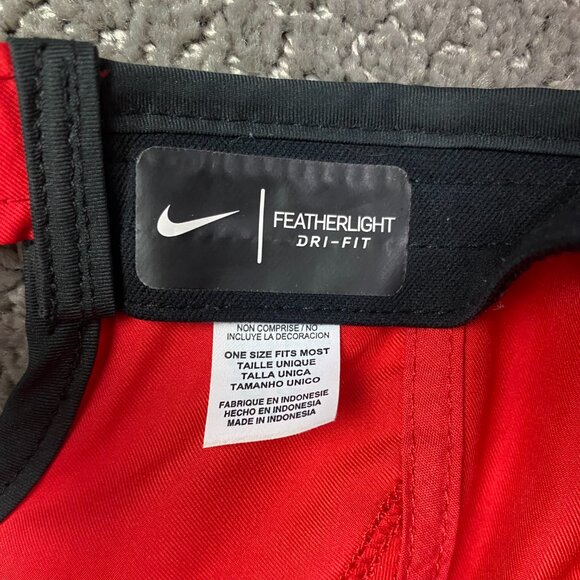 FEATHERLIGHT
DRI-FIT
NON COMPRISE/NO
INCLUYE LA DECORACION
ONE SIZE FITS MOST
TAILLE UNIQUE
TALLA UNICA
TAMANHO UNICO
FABRIQUE EN INDONESIE
HECHO EN INDONESIA
MADE IN INDONESIA